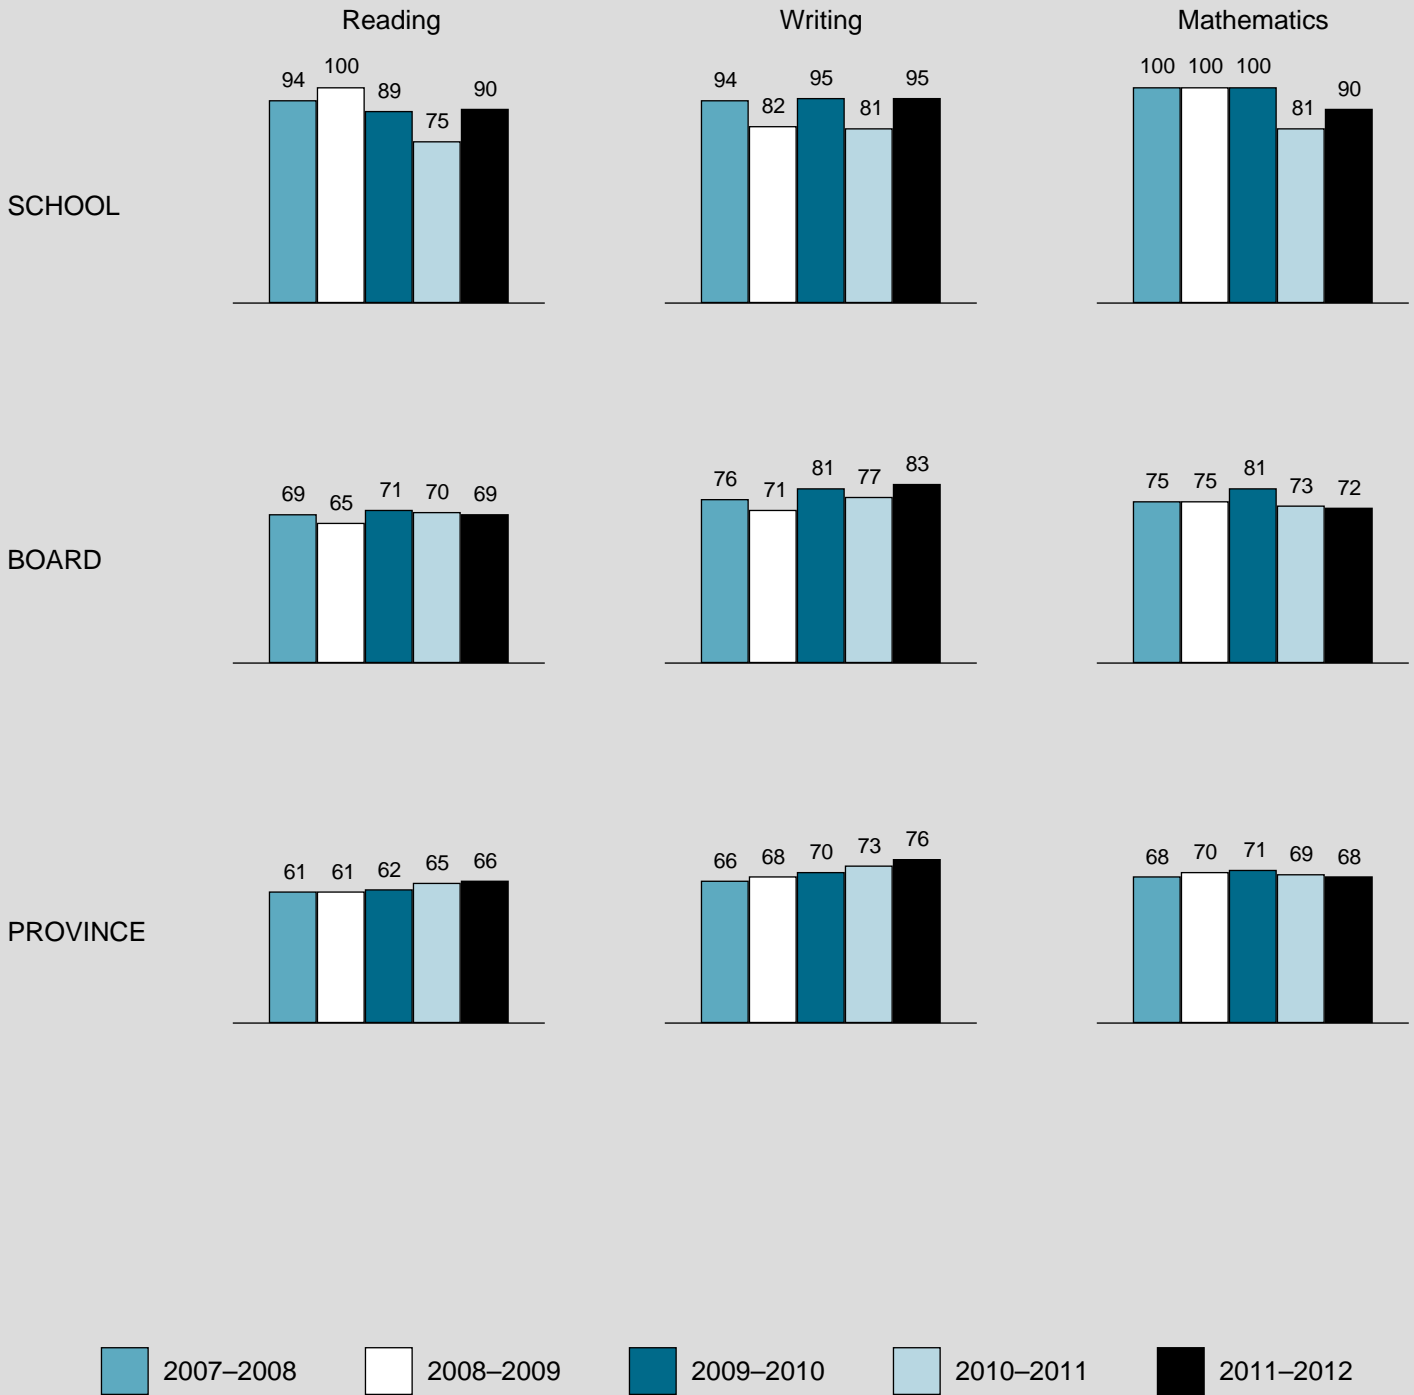 Reading Writing Mathematics
SCHOOL
94 100 89 75 90
94 82 95 81 95
100 100 100 81 90
BOARD
69 65 71 70 69
76 71 81 77 83
75 75 81 73 72
PROVINCE
61 61 62 65 66
66 68 70 73 76
68 70 71 69 68
2007–2008 2008–2009 2009–2010 2010–2011 2011–2012